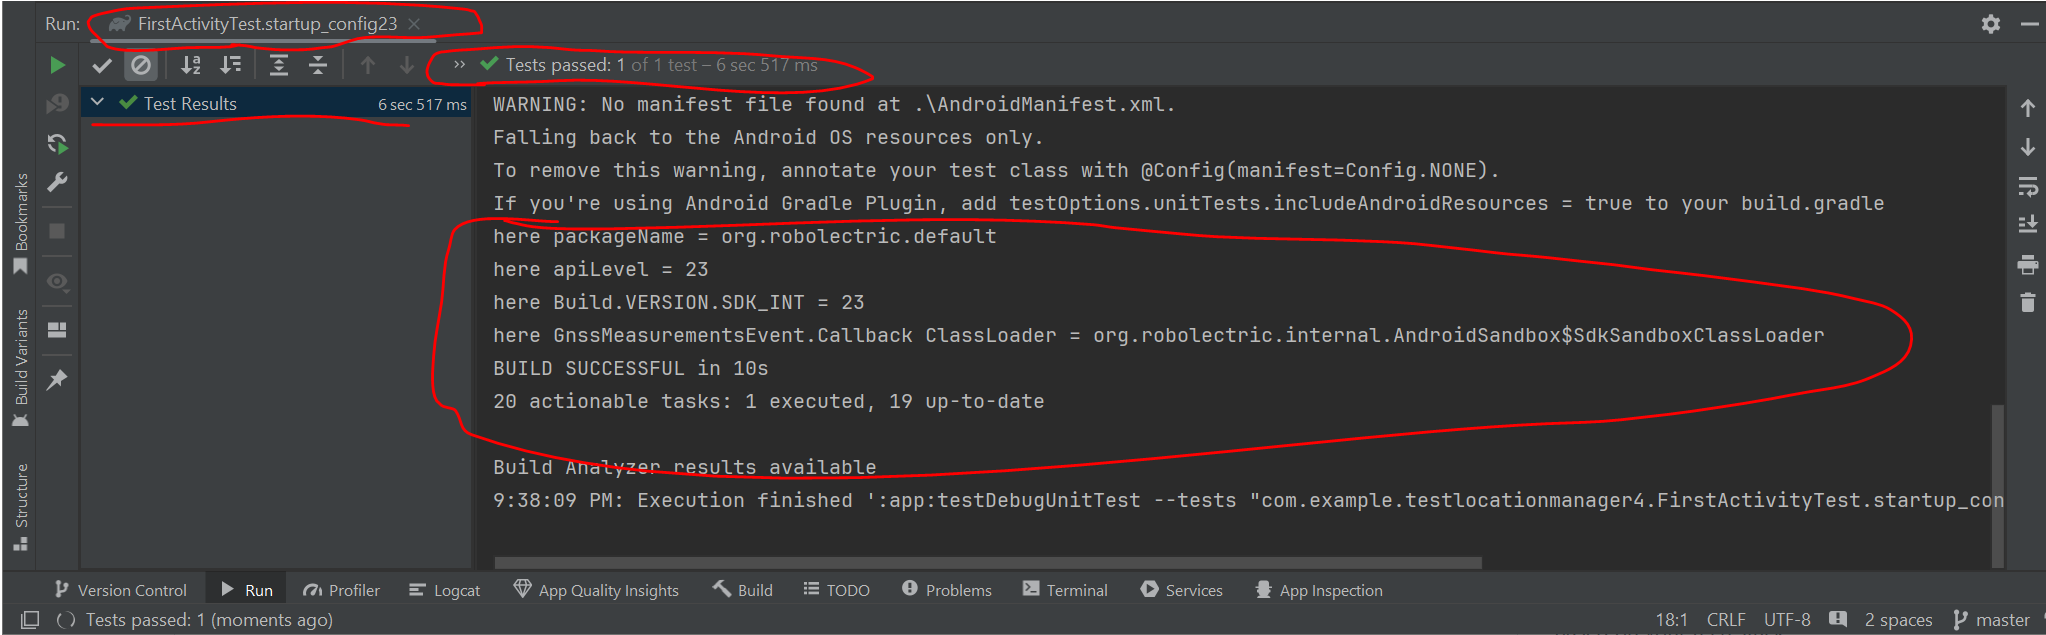 Run: FirstActivityTest.startup_config23
Tests passed: 1 of 1 test – 6 sec 517 ms
Test Results 6 sec 517 ms
WARNING: No manifest file found at .\AndroidManifest.xml.
Falling back to the Android OS resources only.
To remove this warning, annotate your test class with @Config(manifest=Config.NONE).
If you're using Android Gradle Plugin, add testOptions.unitTests.includeAndroidResources = true to your build.gradle
here packageName = org.robolectric.default
here apiLevel = 23
here Build.VERSION.SDK_INT = 23
here GnssMeasurementsEvent.Callback ClassLoader = org.robolectric.internal.AndroidSandbox$SdkSandboxClassLoader
BUILD SUCCESSFUL in 10s
20 actionable tasks: 1 executed, 19 up-to-date
Build Analyzer results available
9:38:09 PM: Execution finished ':app:testDebugUnitTest --tests "com.example.testlocationmanager4.FirstActivityTest.startup_con
Bookmarks
Build Variants
Structure
Version Control Run Profiler Logcat App Quality Insights Build TODO Problems Terminal Services App Inspection
Tests passed: 1 (moments ago) 18:1 CRLF UTF-8 2 spaces master